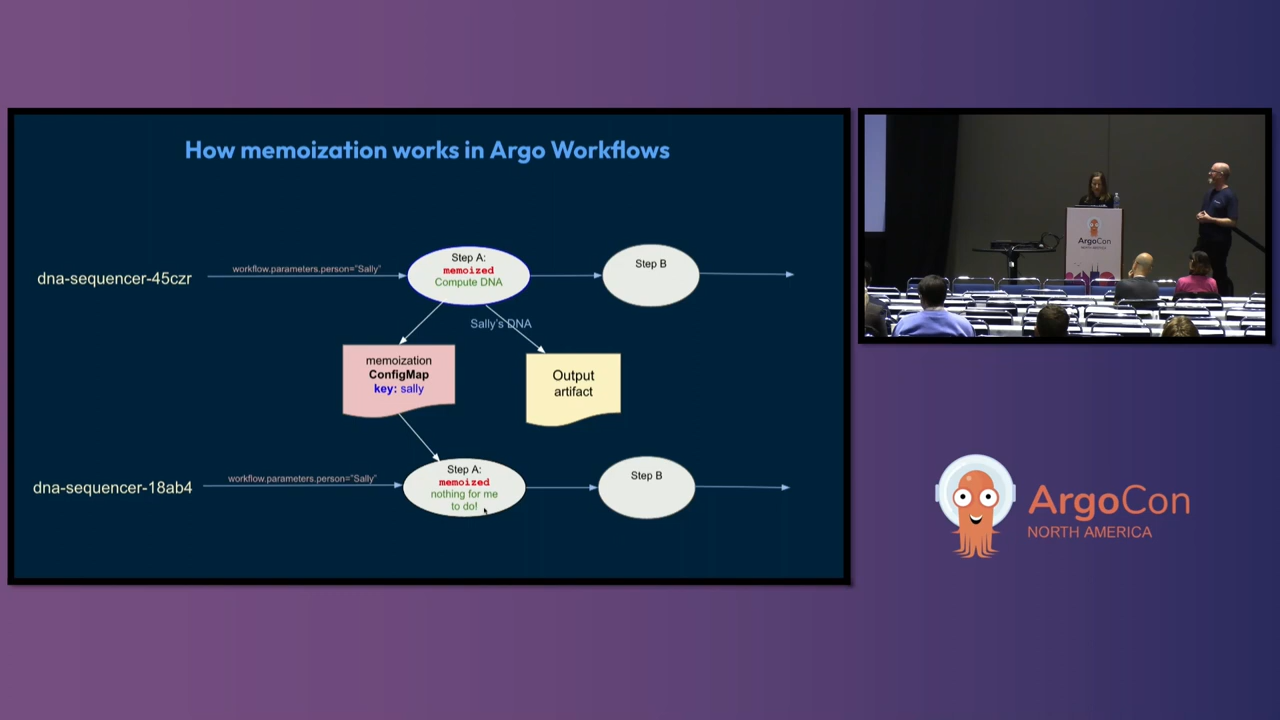 How memoization works in Argo Workflows
dna-sequencer-45czr
workflow.parameters.person="Sally"
Step A:
memoized
Compute DNA
Step B
Sally's DNA
memoization
ConfigMap
key: sally
Output
artifact
dna-sequencer-18ab4
workflow.parameters.person="Sally"
Step A:
memoized
nothing for me
to do!
Step B
ArgoCon
NORTH AMERICA
ArgoCon
NORTH AMERICA